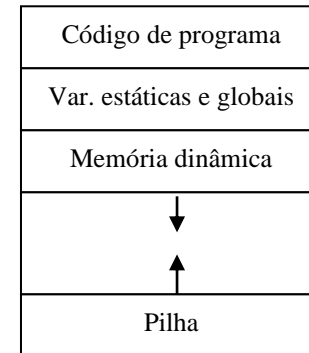 Código de programa
Var. estáticas e globais
Memória dinâmica
Pilha